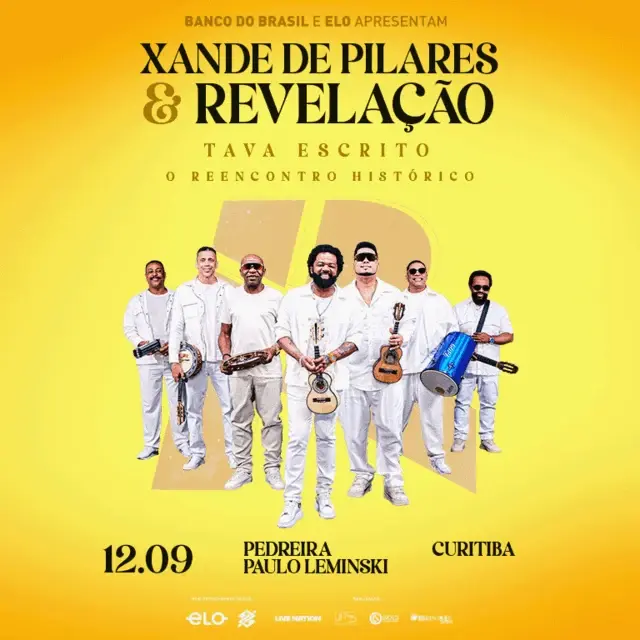 BANCO DO BRASIL E ELO APRESENTAM
XANDE DE PILARES
& REVELAÇÃO
TAVA ESCRITO
O REENCONTRO HISTÓRICO
12.09
PEDREIRA
PAULO LEMINSKI
CURITIBA
elo
LIVE NATION